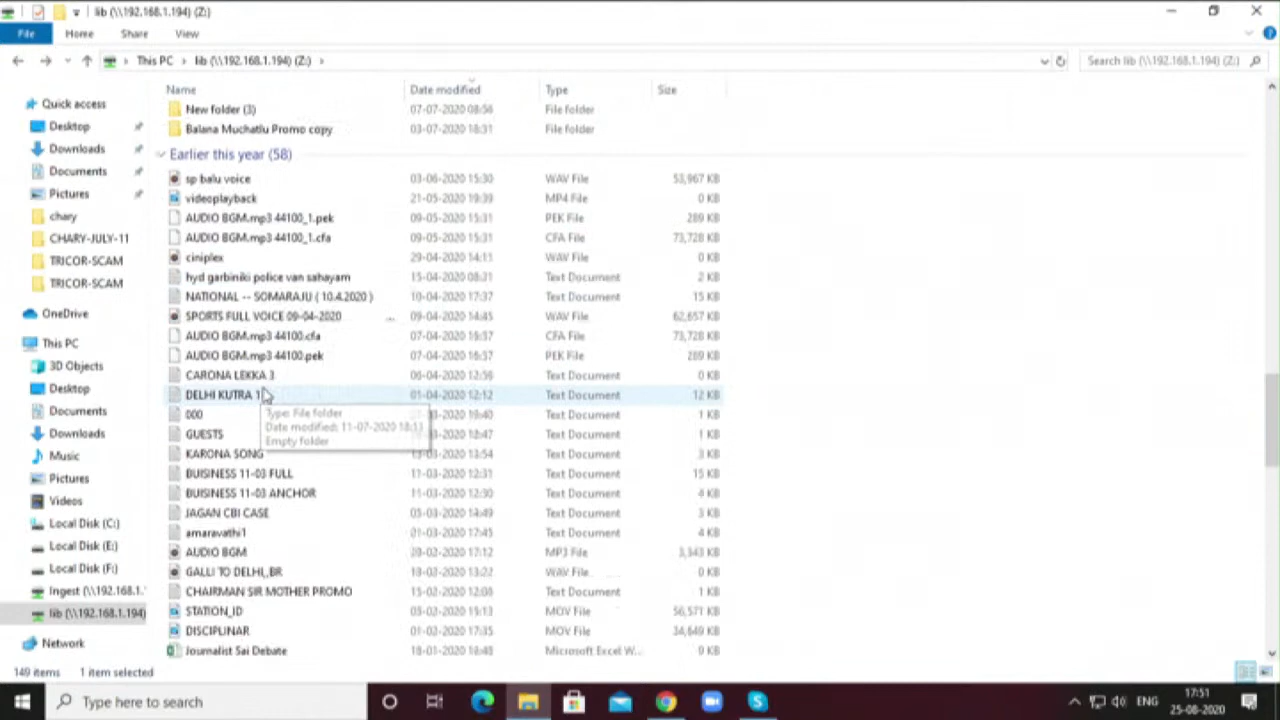 lib (\\192.168.1.194) (Z:)
File Home Share View
This PC › lib (\\192.168.1.194) (Z:) ›
Search lib (\\192.168.1.194) (Z:)
Name Date modified Type Size
New folder (3) 07-07-2020 08:56 File folder
Balana Muchatlu Promo copy 03-07-2020 18:31 File folder
Earlier this year (58)
sp balu voice 03-06-2020 15:30 WAV File 53,967 KB
videoplayback 21-05-2020 19:39 MP4 File 0 KB
AUDIO BGM.mp3 44100_1.pek 09-05-2020 15:31 PEK File 289 KB
AUDIO BGM.mp3 44100_1.cfa 09-05-2020 15:31 CFA File 73,728 KB
ciniplex 29-04-2020 14:11 WAV File 0 KB
hyd garbiniki police van sahayam 15-04-2020 08:21 Text Document 2 KB
NATIONAL -- SOMARAJU ( 10.4.2020 ) 10-04-2020 17:37 Text Document 15 KB
SPORTS FULL VOICE 09-04-2020 ... 09-04-2020 14:45 WAV File 62,657 KB
AUDIO BGM.mp3 44100.cfa 07-04-2020 CFA File 73,728 KB
AUDIO BGM.mp3 44100.pek 07-04-2020 16:37 PEK File 289 KB
CARONA LEKKA 3 06-04-2020 12:56 Text Document 0 KB
DELHI KUTRA 1 01-04-2020 12:12 Text Document 12 KB
000 19:40 Text Document 1 KB
GUESTS 12:47 Text Document 1 KB
KARONA SONG 13:54 Text Document 3 KB
Type: File folder
Date modified: 11-07-2020 18:11
Empty folder
BUISINESS 11-03 FULL 11-03-2020 12:31 Text Document 15 KB
BUISINESS 11-03 ANCHOR 11-03-2020 12:30 Text Document 4 KB
JAGAN CBI CASE 05-03-2020 Text Document 3 KB
amaravathi1 01-03-2020 17:45 Text Document 4 KB
AUDIO BGM 28-02-2020 17:12 MP3 File 3,343 KB
GALLI TO DELHI_BR 18-02-2020 13:22 WAV File 0 KB
CHAIRMAN SIR MOTHER PROMO 15-02-2020 12:08 Text Document 1 KB
STATION_ID 15:13 MOV File 56,571 KB
DISCIPLINAR 17:35 MOV File 34,649 KB
Journalist Sai Debate 18-01-2020 Microsoft Excel W... 9 KB
Quick access
Desktop
Downloads
Documents
Pictures
chary
CHARY-JULY-11
TRICOR-SCAM
TRICOR-SCAM
OneDrive
This PC
3D Objects
Desktop
Documents
Downloads
Music
Pictures
Videos
Local Disk (C:)
Local Disk (E:)
Local Disk (F:)
Ingest (\\192.168.1.'
lib (\\192.168.1.194)
Network
149 items 1 item selected
Type here to search
ENG
17:51
25-08-2020